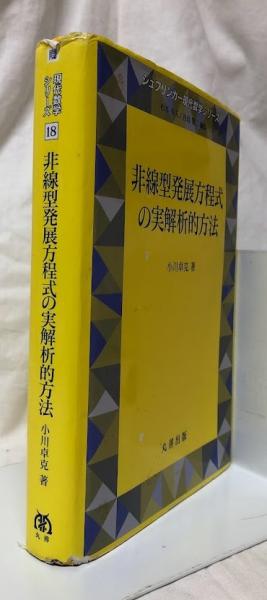 現代数学
シリーズ
18
非線型発展方程式の実解析的方法
小川卓克 著
丸善
シュプリンガー現代数学シリーズ
非線型発展方程式
の実解析的方法
小川卓克 著
丸善出版